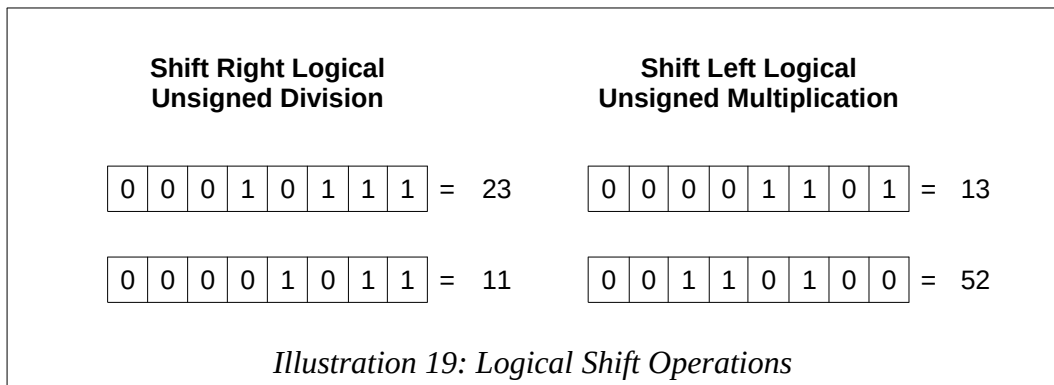 Shift Right Logical
Unsigned Division
0 0 0 1 0 1 1 1 = 23
0 0 0 0 1 0 1 1 = 11
Shift Left Logical
Unsigned Multiplication
0 0 0 0 1 1 0 1 = 13
0 0 1 1 0 1 0 0 = 52
Illustration 19: Logical Shift Operations